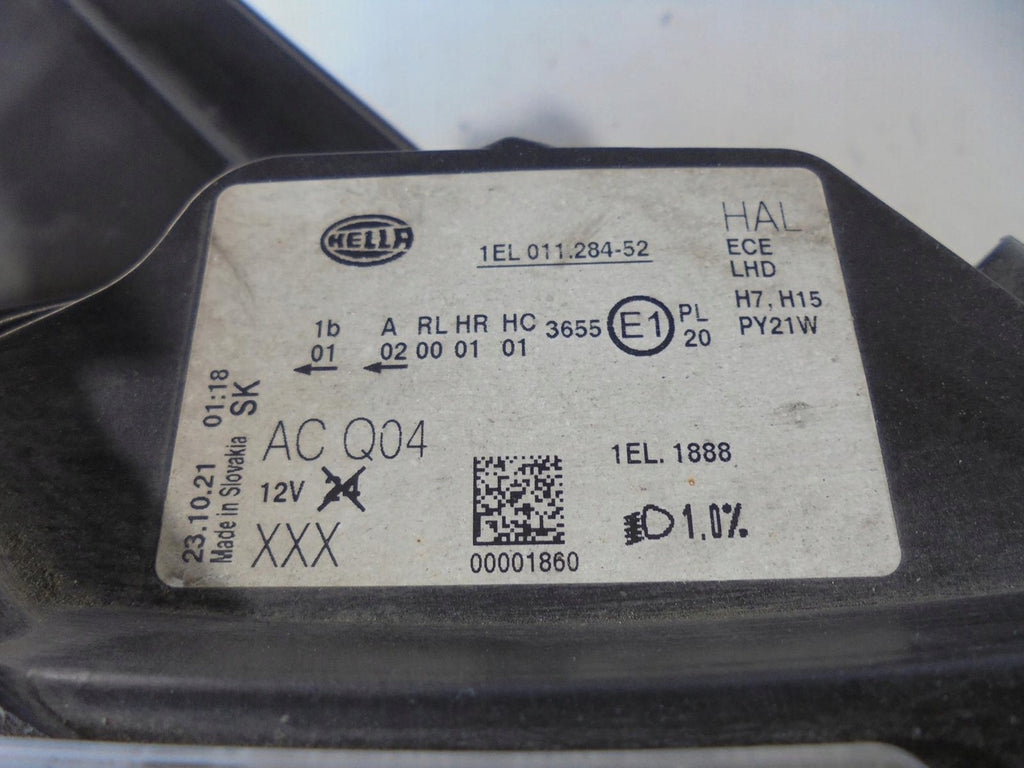 HELLA
1EL 011.284-52
HAL
ECE
LHD
H7, H15
PY21W
1b A RL HR HC 3655 E1 PL
01 02 00 01 01 20
23.10.21 01:18
Made in Slovakia SK
AC Q04
12V 24
XXX
00001860
1EL. 1888
1.0%